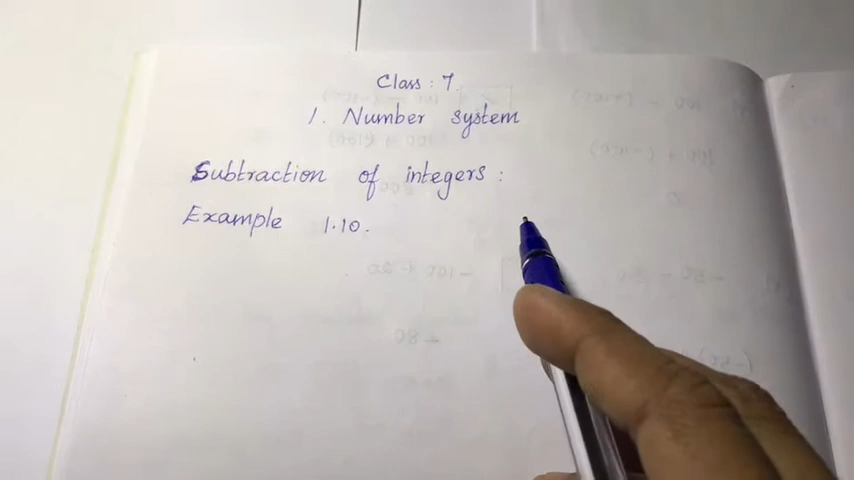 Class : 7.
1. Number system
Subtraction of integers :
Example 1.10.